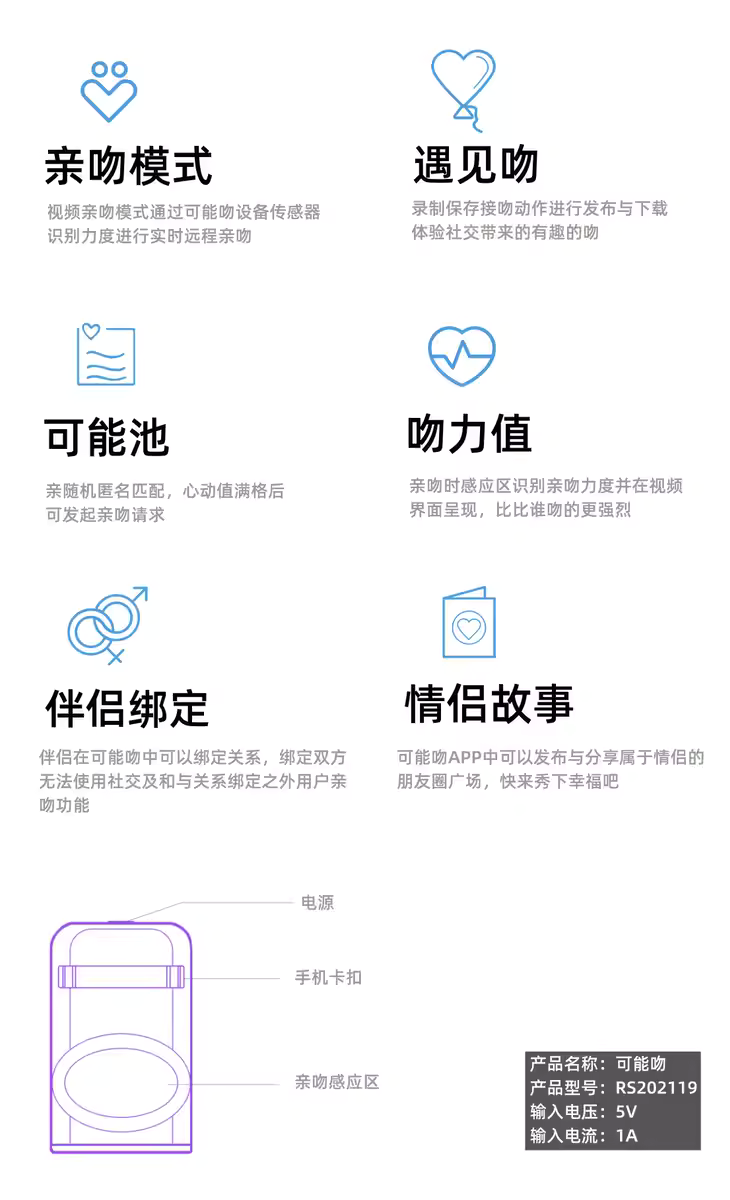 亲吻模式
视频亲吻模式通过可能吻设备传感器
识别力度进行实时远程亲吻
遇见吻
录制保存接吻动作进行发布与下载
体验社交带来的有趣的吻
可能池
亲随机匿名匹配，心动值满格后
可发起亲吻请求
吻力值
亲吻时感应区识别亲吻力度并在视频
界面呈现，比比谁吻的更强烈
伴侣绑定
伴侣在可能吻中可以绑定关系，绑定双方
无法使用社交及和与关系绑定之外用户亲
吻功能
情侣故事
可能吻APP中可以发布与分享属于情侣的
朋友圈广场，快来秀下幸福吧
电源
手机卡扣
亲吻感应区
产品名称：可能吻
产品型号：RS202119
输入电压：5V
输入电流：1A